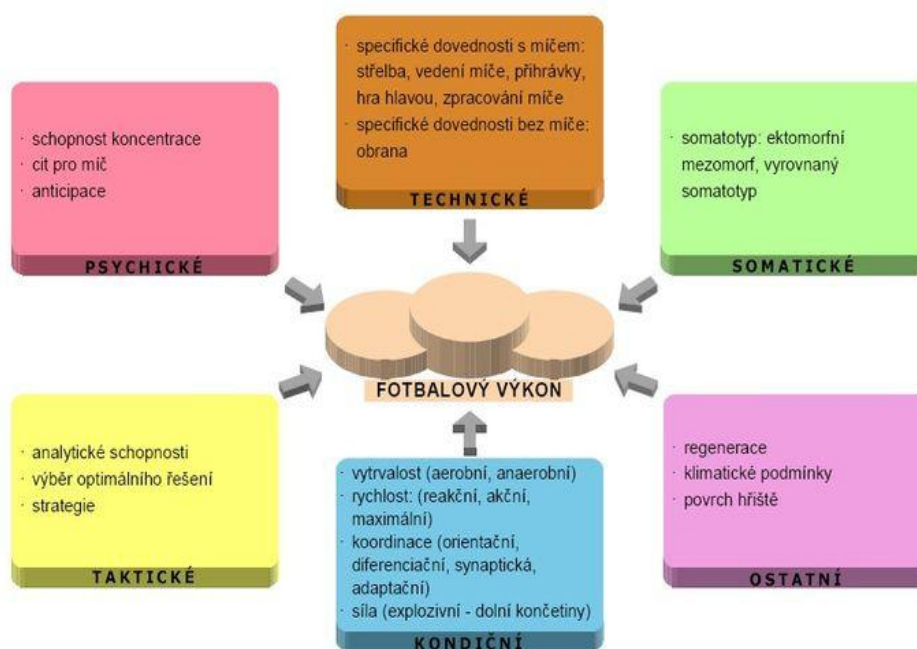 · schopnost koncentrace
· cit pro míč
· anticipace
PSYCHICKÉ
· specifické dovednosti s míčem:
střelba, vedení míče, přihrávky,
hra hlavou, zpracování míče
· specifické dovednosti bez míče:
obrana
TECHNICKÉ
· somatotyp: ektomorfní
mezomorf, vyrovnaný
somatotyp
SOMATICKÉ
FOTBALOVÝ VÝKON
· analytické schopnosti
· výběr optimálního řešení
· strategie
TAKTICKÉ
· vytrvalost (aerobní, anaerobní)
· rychlost: (reakční, akční,
maximální)
· koordinace (orientační,
diferenciační, synaptická,
adaptační)
· síla (explozivní - dolní končetiny)
KONDIČNÍ
· regenerace
· klimatické podmínky
· povrch hřiště
OSTATNÍ